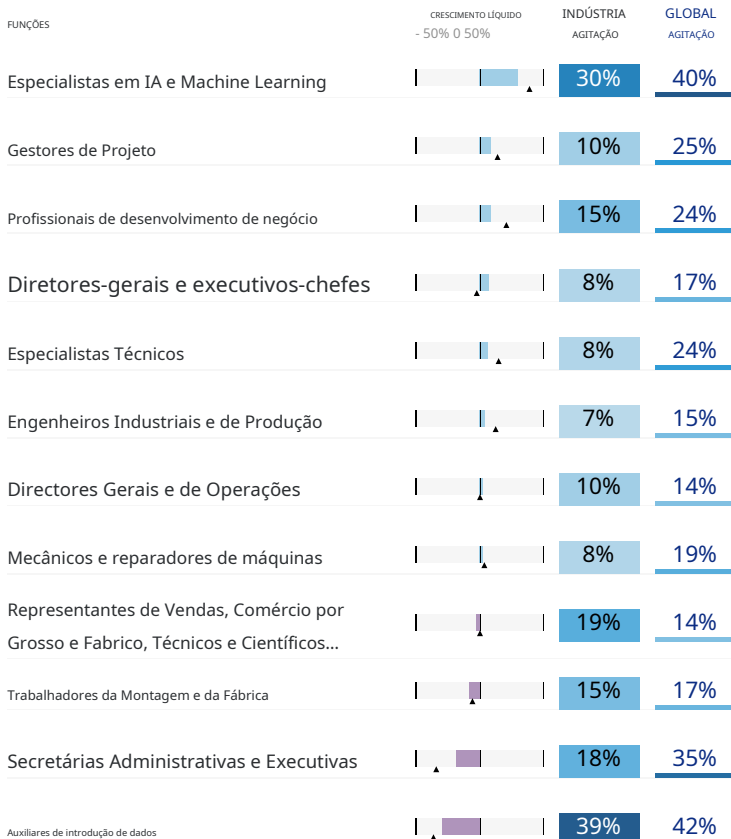 FUNÇÕES
CRESCIMENTO LÍQUIDO
- 50% 0 50%
INDÚSTRIA
AGITAÇÃO
GLOBAL
AGITAÇÃO
Especialistas em IA e Machine Learning 30% 40%
Gestores de Projeto 10% 25%
Profissionais de desenvolvimento de negócio 15% 24%
Diretores-gerais e executivos-chefes 8% 17%
Especialistas Técnicos 8% 24%
Engenheiros Industriais e de Produção 7% 15%
Directores Gerais e de Operações 10% 14%
Mecânicos e reparadores de máquinas 8% 19%
Representantes de Vendas, Comércio por
Grosso e Fabrico, Técnicos e Científicos... 19% 14%
Trabalhadores da Montagem e da Fábrica 15% 17%
Secretárias Administrativas e Executivas 18% 35%
Auxiliares de introdução de dados 39% 42%